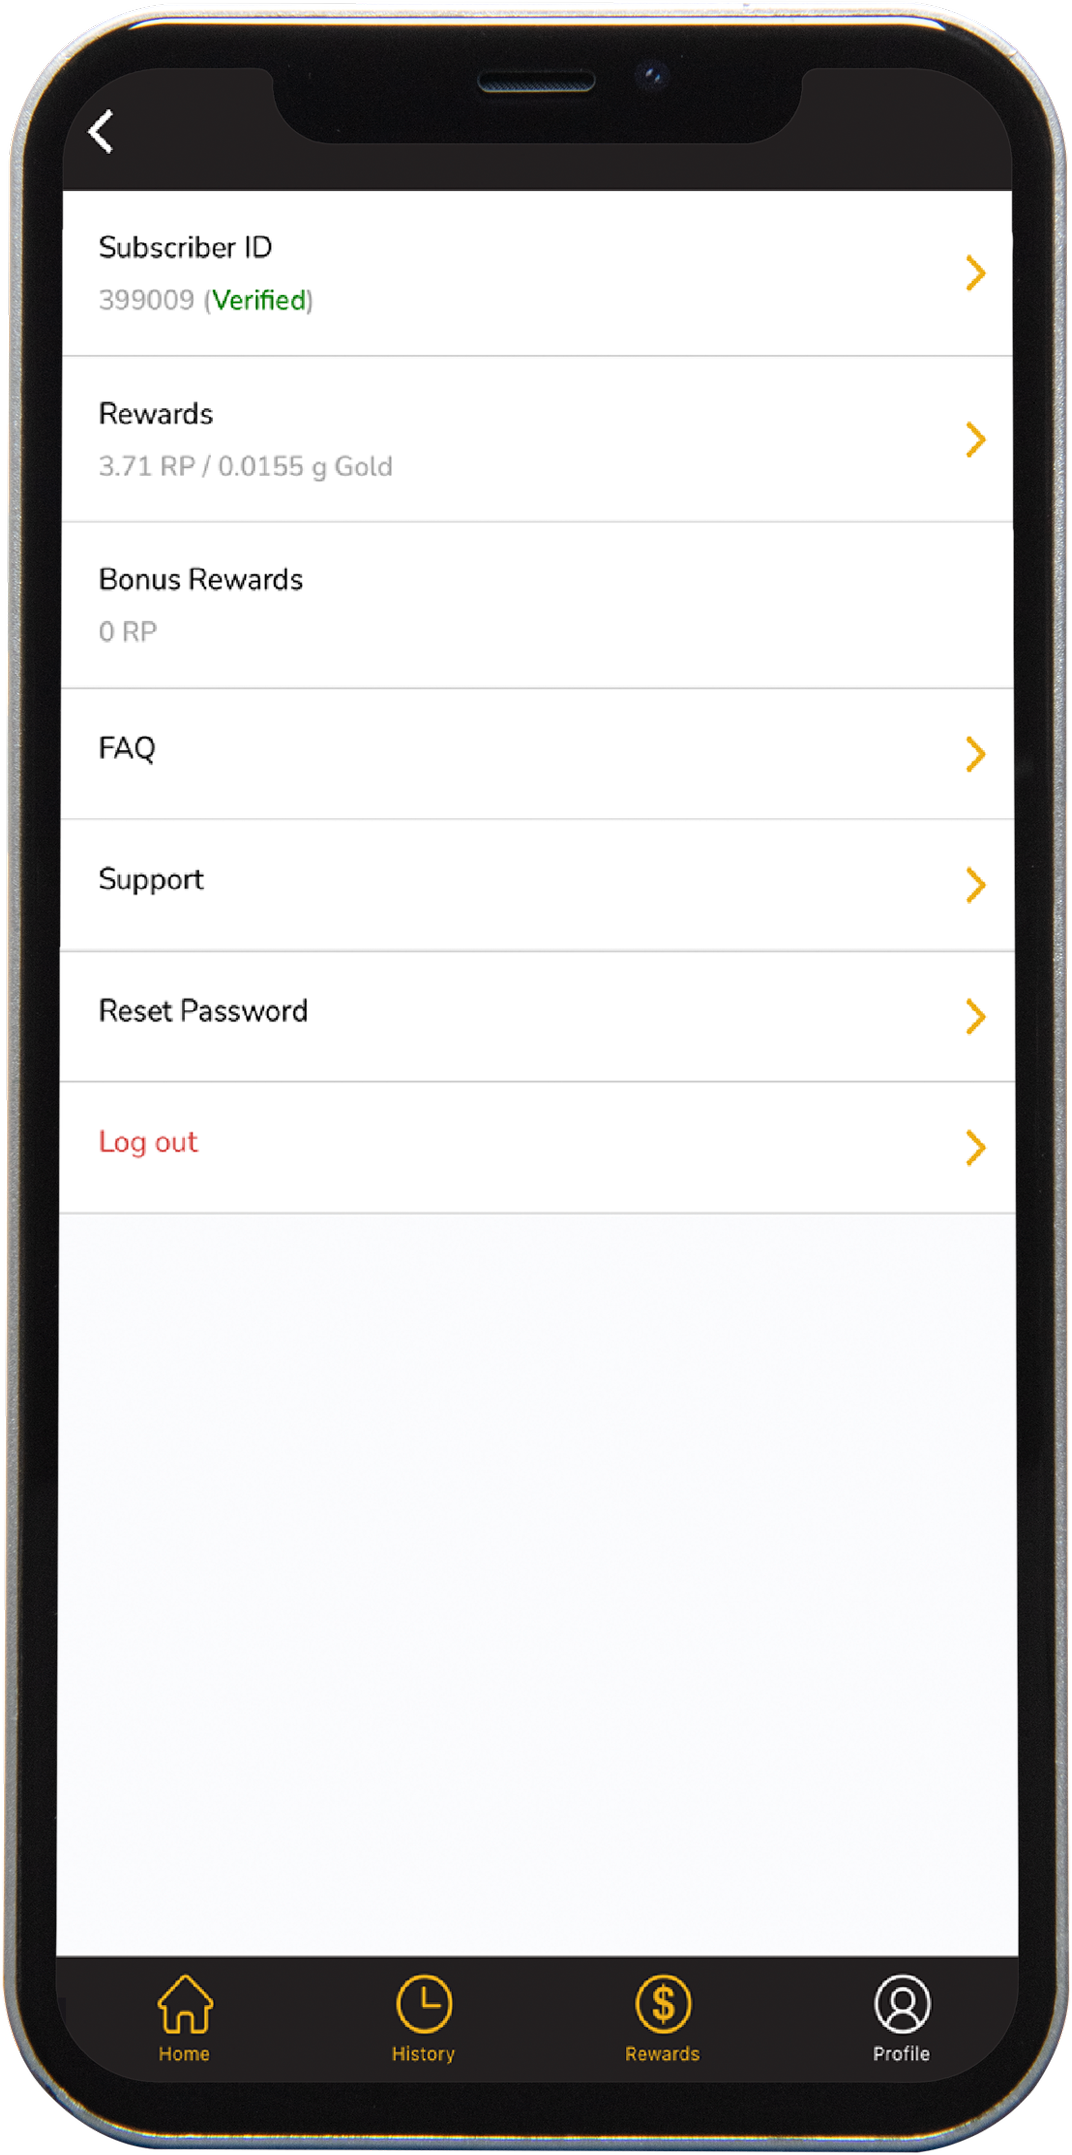 Subscriber ID
399009 (Verified)
Rewards
3.71 RP / 0.0155 g Gold
Bonus Rewards
0 RP
FAQ
Support
Reset Password
Log out
Home
History
Rewards
Profile